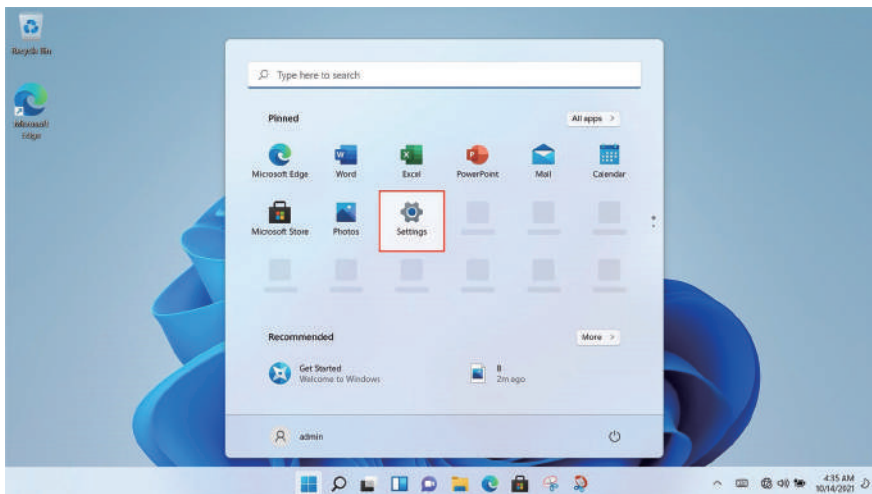 Recycle Bin
Microsoft
Edge
Type here to search
Pinned
All apps >
Microsoft Edge
Word
Excel
PowerPoint
Mail
Calendar
Microsoft Store
Photos
Settings
Recommended
More >
Get Started
Welcome to Windows
8
2m ago
admin
4:35 AM
10/14/2021